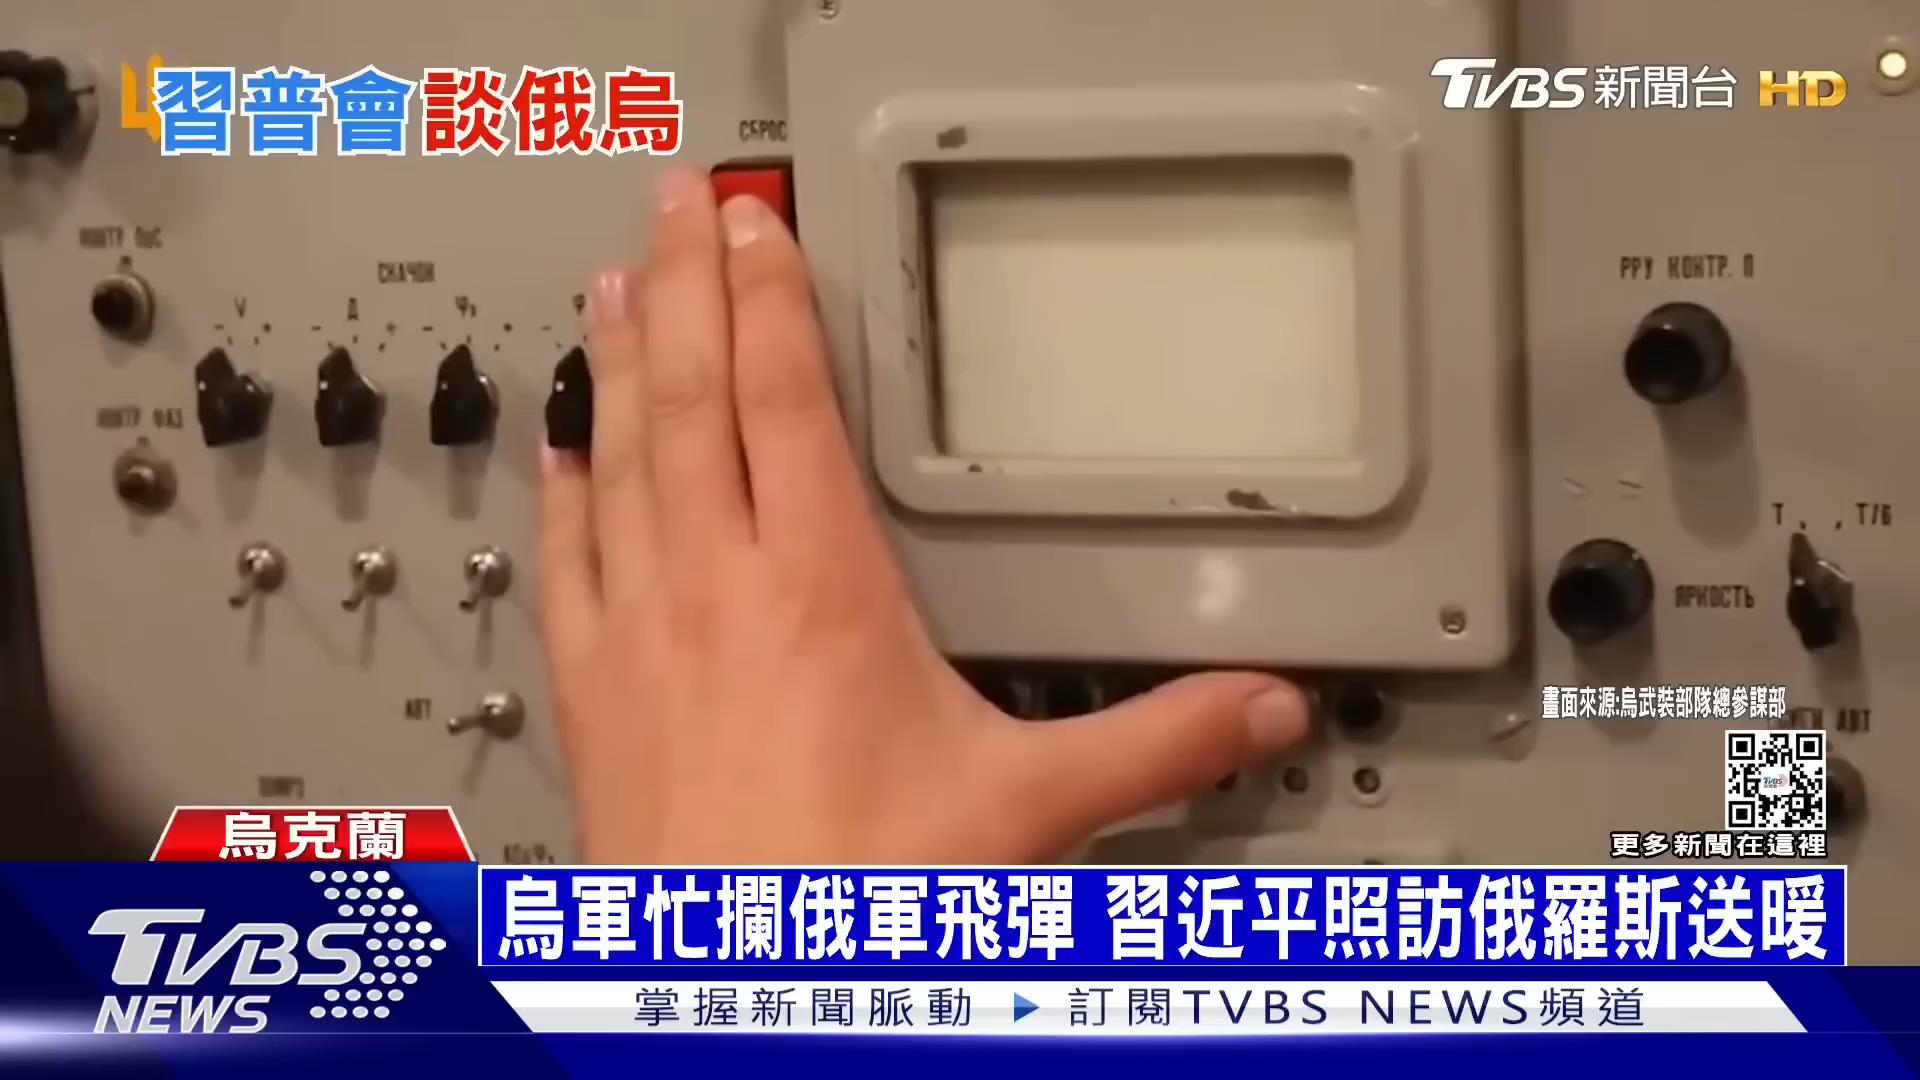 習普會談俄烏
TVBS新聞台 HD
СБРОС
СКАЧОК
РРУ КОНТР. П
Т Т/6
ЯРКОСТЬ
АВТ
畫面來源:烏武裝部隊總參謀部
АВТ
更多新聞在這裡
烏克蘭
烏軍忙攔俄軍飛彈 習近平照訪俄羅斯送暖
TVBS NEWS
掌握新聞脈動 ▶ 訂閱TVBS NEWS頻道